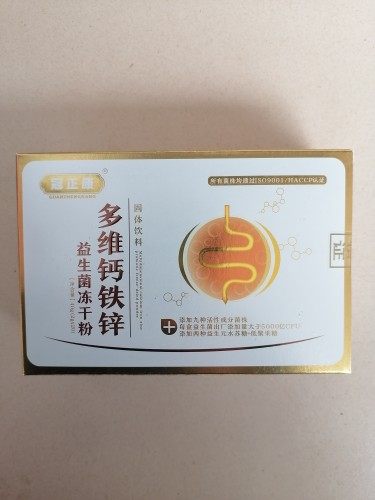 冠正康
®
GUANZHENGKANG
所有菌株均通过ISO9001/HACCP认证
多维钙铁锌
益生菌冻干粉
固体饮料
添加九种活性成分菌株
每盒益生菌出厂添加量大于5000亿CFU
添加两种益生元水苏糖+低聚果糖
证